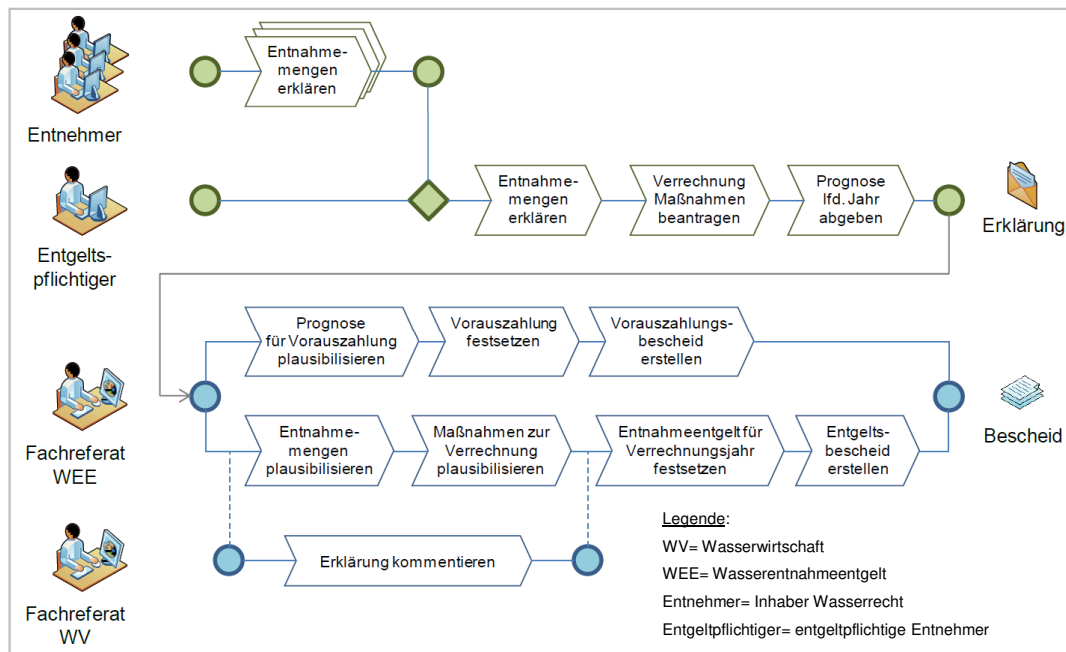 Entnahme-
mengen
erklären
Entnehmer
Entgelts-
pflichtiger
Entnahme-
mengen
erklären
Verrechnung
Maßnahmen
beantragen
Prognose
lfd. Jahr
abgeben
Erklärung
Prognose
für Vorauszahlung
plausibilisieren
Vorauszahlung
festsetzen
Vorauszahlungs-
bescheid
erstellen
Fachreferat
WEE
Entnahme-
mengen
plausibilisieren
Maßnahmen zur
Verrechnung
plausibilisieren
Entnahmeentgelt für
Verrechnungsjahr
festsetzen
Entgelts-
bescheid
erstellen
Bescheid
Fachreferat
WV
Erklärung kommentieren
Legende:
WV= Wasserwirtschaft
WEE= Wasserentnahmeentgelt
Entnehmer= Inhaber Wasserrecht
Entgeltpflichtiger= entgeltpflichtige Entnehmer